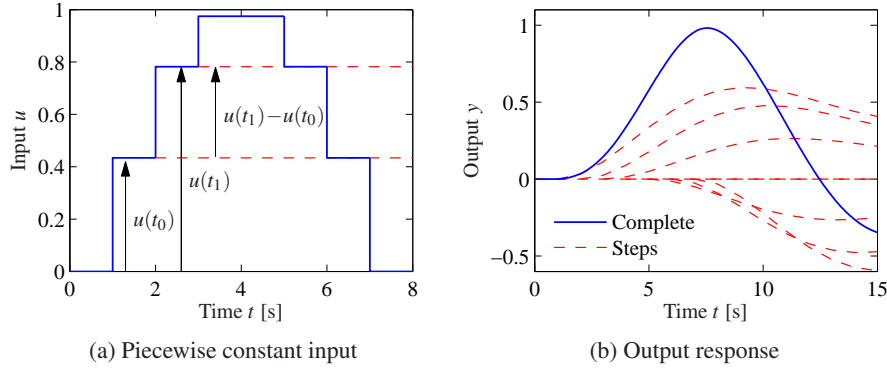 1
0.8
0.6
0.4
0.2
0
Input u
u(t₀)
u(t₁)
u(t₁)−u(t₀)
0 2 4 6 8
Time t [s]
(a) Piecewise constant input
1
0.5
0
−0.5
Output y
Complete
Steps
0 5 10 15
Time t [s]
(b) Output response